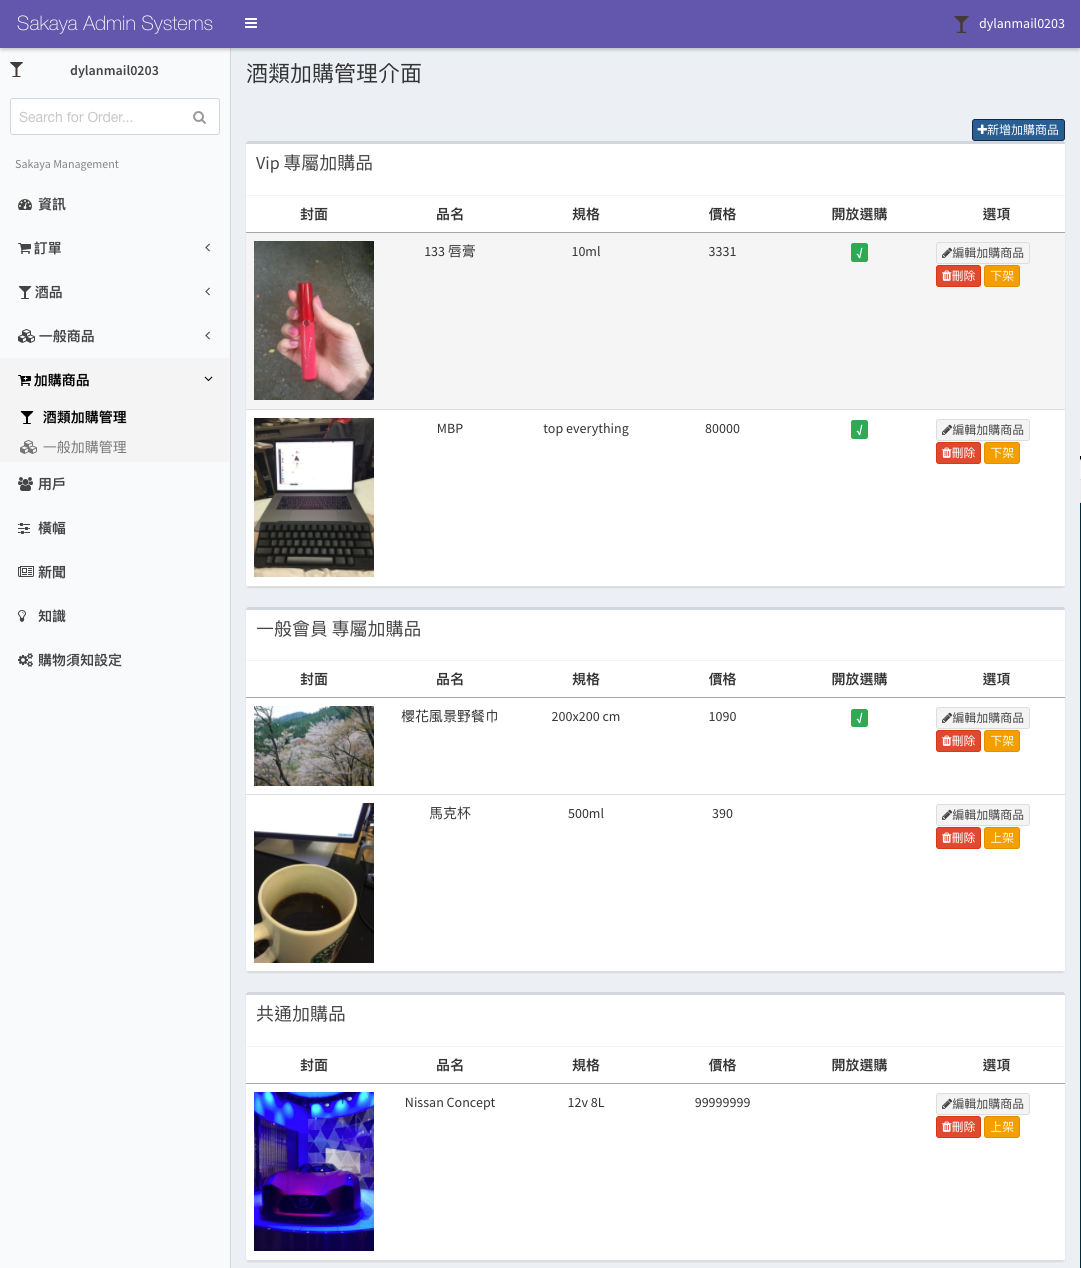 Sakaya Admin Systems
dylanmail0203
dylanmail0203
Search for Order...
Sakaya Management
資訊
訂單
酒品
一般商品
加購商品
酒類加購管理
一般加購管理
用戶
橫幅
新聞
知識
購物須知設定
酒類加購管理介面
新增加購商品
Vip 專屬加購品
封面 品名 規格 價格 開放選購 選項
133 唇膏 10ml 3331 √ 編輯加購商品
刪除 下架
MBP top everything 80000 √ 編輯加購商品
刪除 下架
一般會員 專屬加購品
封面 品名 規格 價格 開放選購 選項
櫻花風景野餐巾 200x200 cm 1090 √ 編輯加購商品
刪除 下架
馬克杯 500ml 390 編輯加購商品
刪除 上架
共通加購品
封面 品名 規格 價格 開放選購 選項
Nissan Concept 12v 8L 99999999 編輯加購商品
刪除 上架